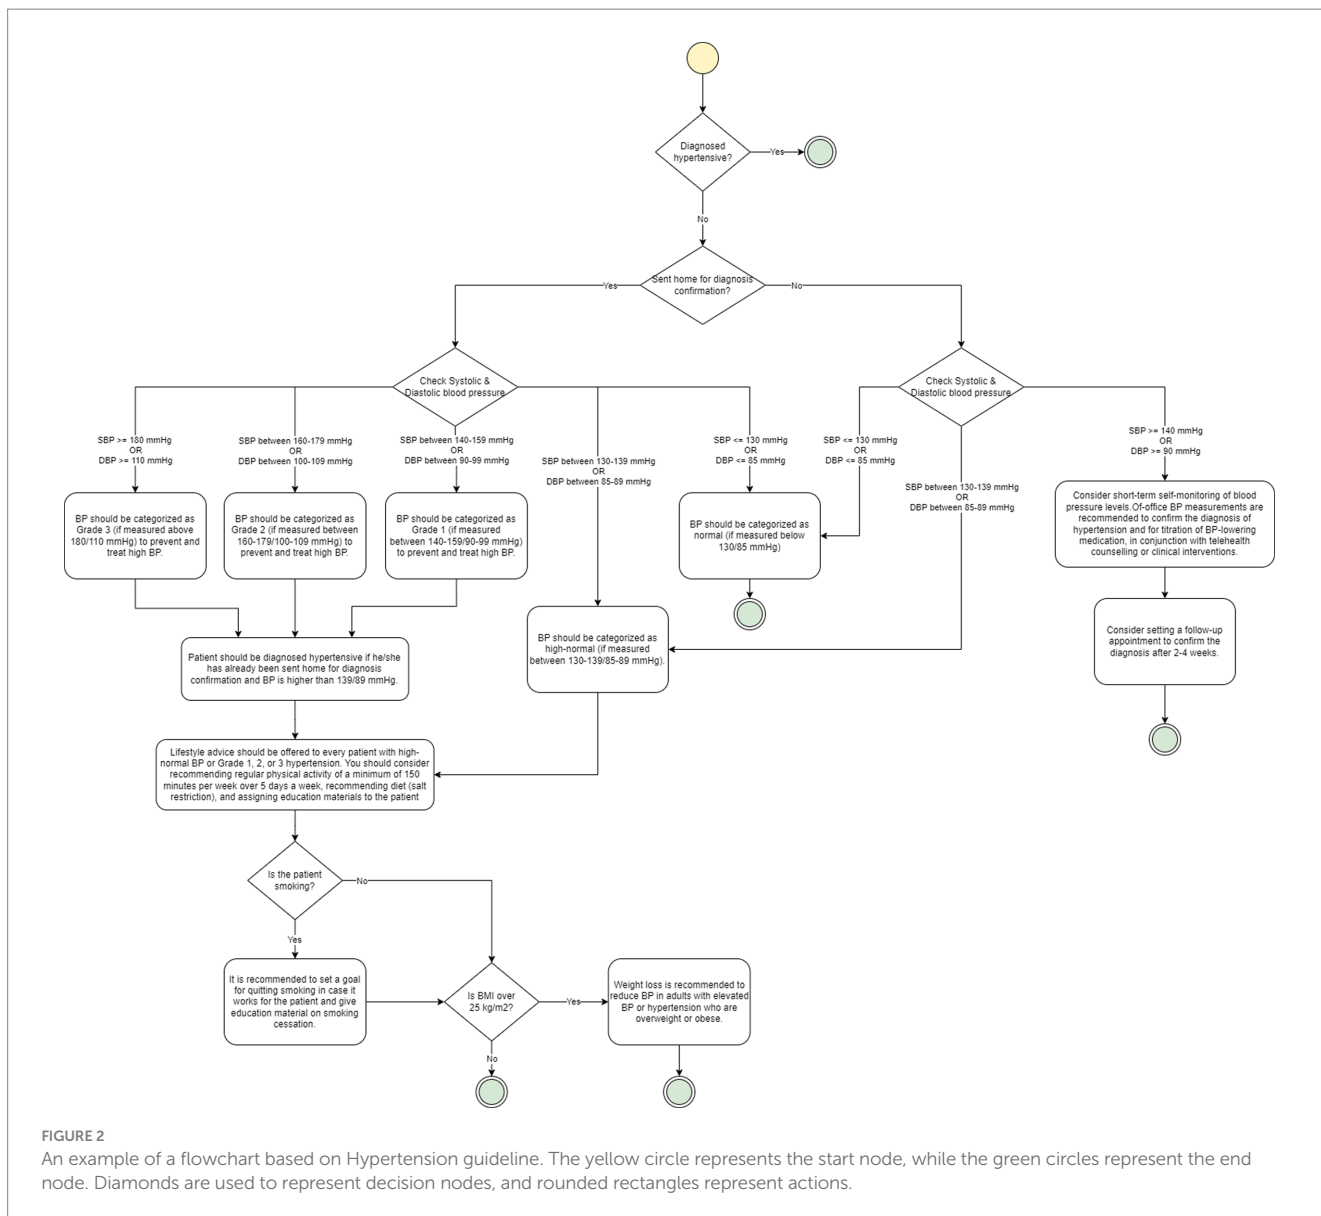 Diagnosed
hypertensive?
Yes
No
Sent home for diagnosis
confirmation?
Yes
No
Check Systolic &
Diastolic blood pressure
Check Systolic &
Diastolic blood pressure
SBP >= 180 mmHg
OR
DBP >= 110 mmHg
SBP between 160-179 mmHg
OR
DBP between 100-109 mmHg
SBP between 140-159 mmHg
OR
DBP between 90-99 mmHg
SBP between 130-139 mmHg
OR
DBP between 85-89 mmHg
SBP <= 130 mmHg
OR
DBP <= 85 mmHg
SBP <= 130 mmHg
OR
DBP <= 85 mmHg
SBP between 130-139 mmHg
OR
DBP between 85-89 mmHg
SBP >= 140 mmHg
OR
DBP >= 90 mmHg
BP should be categorized as
Grade 3 (if measured above
180/110 mmHg) to prevent and
treat high BP.
BP should be categorized as
Grade 2 (if measured between
160-179/100-109 mmHg) to
prevent and treat high BP.
BP should be categorized as
Grade 1 (if measured
between 140-159/90-99 mmHg)
to prevent and treat high BP.
BP should be categorized as
normal (if measured below
130/85 mmHg)
Consider short-term self-monitoring of blood
pressure levels.Of-office BP measurements are
recommended to confirm the diagnosis of
hypertension and for titration of BP-lowering
medication, in conjunction with telehealth
counselling or clinical interventions.
BP should be categorized as
high-normal (if measured
between 130-139/85-89 mmHg).
Consider setting a follow-up
appointment to confirm the
diagnosis after 2-4 weeks.
Patient should be diagnosed hypertensive if he/she
has already been sent home for diagnosis
confirmation and BP is higher than 139/89 mmHg.
Lifestyle advice should be offered to every patient with high-
normal BP or Grade 1, 2, or 3 hypertension. You should consider
recommending regular physical activity of a minimum of 150
minutes per week over 5 days a week, recommending diet (salt
restriction), and assigning education materials to the patient
Is the patient
smoking?
No
Yes
It is recommended to set a goal
for quitting smoking in case it
works for the patient and give
education material on smoking
cessation.
Is BMI over
25 kg/m2?
Yes
No
Weight loss is recommended to
reduce BP in adults with elevated
BP or hypertension who are
overweight or obese.
FIGURE 2
An example of a flowchart based on Hypertension guideline. The yellow circle represents the start node, while the green circles represent the end
node. Diamonds are used to represent decision nodes, and rounded rectangles represent actions.